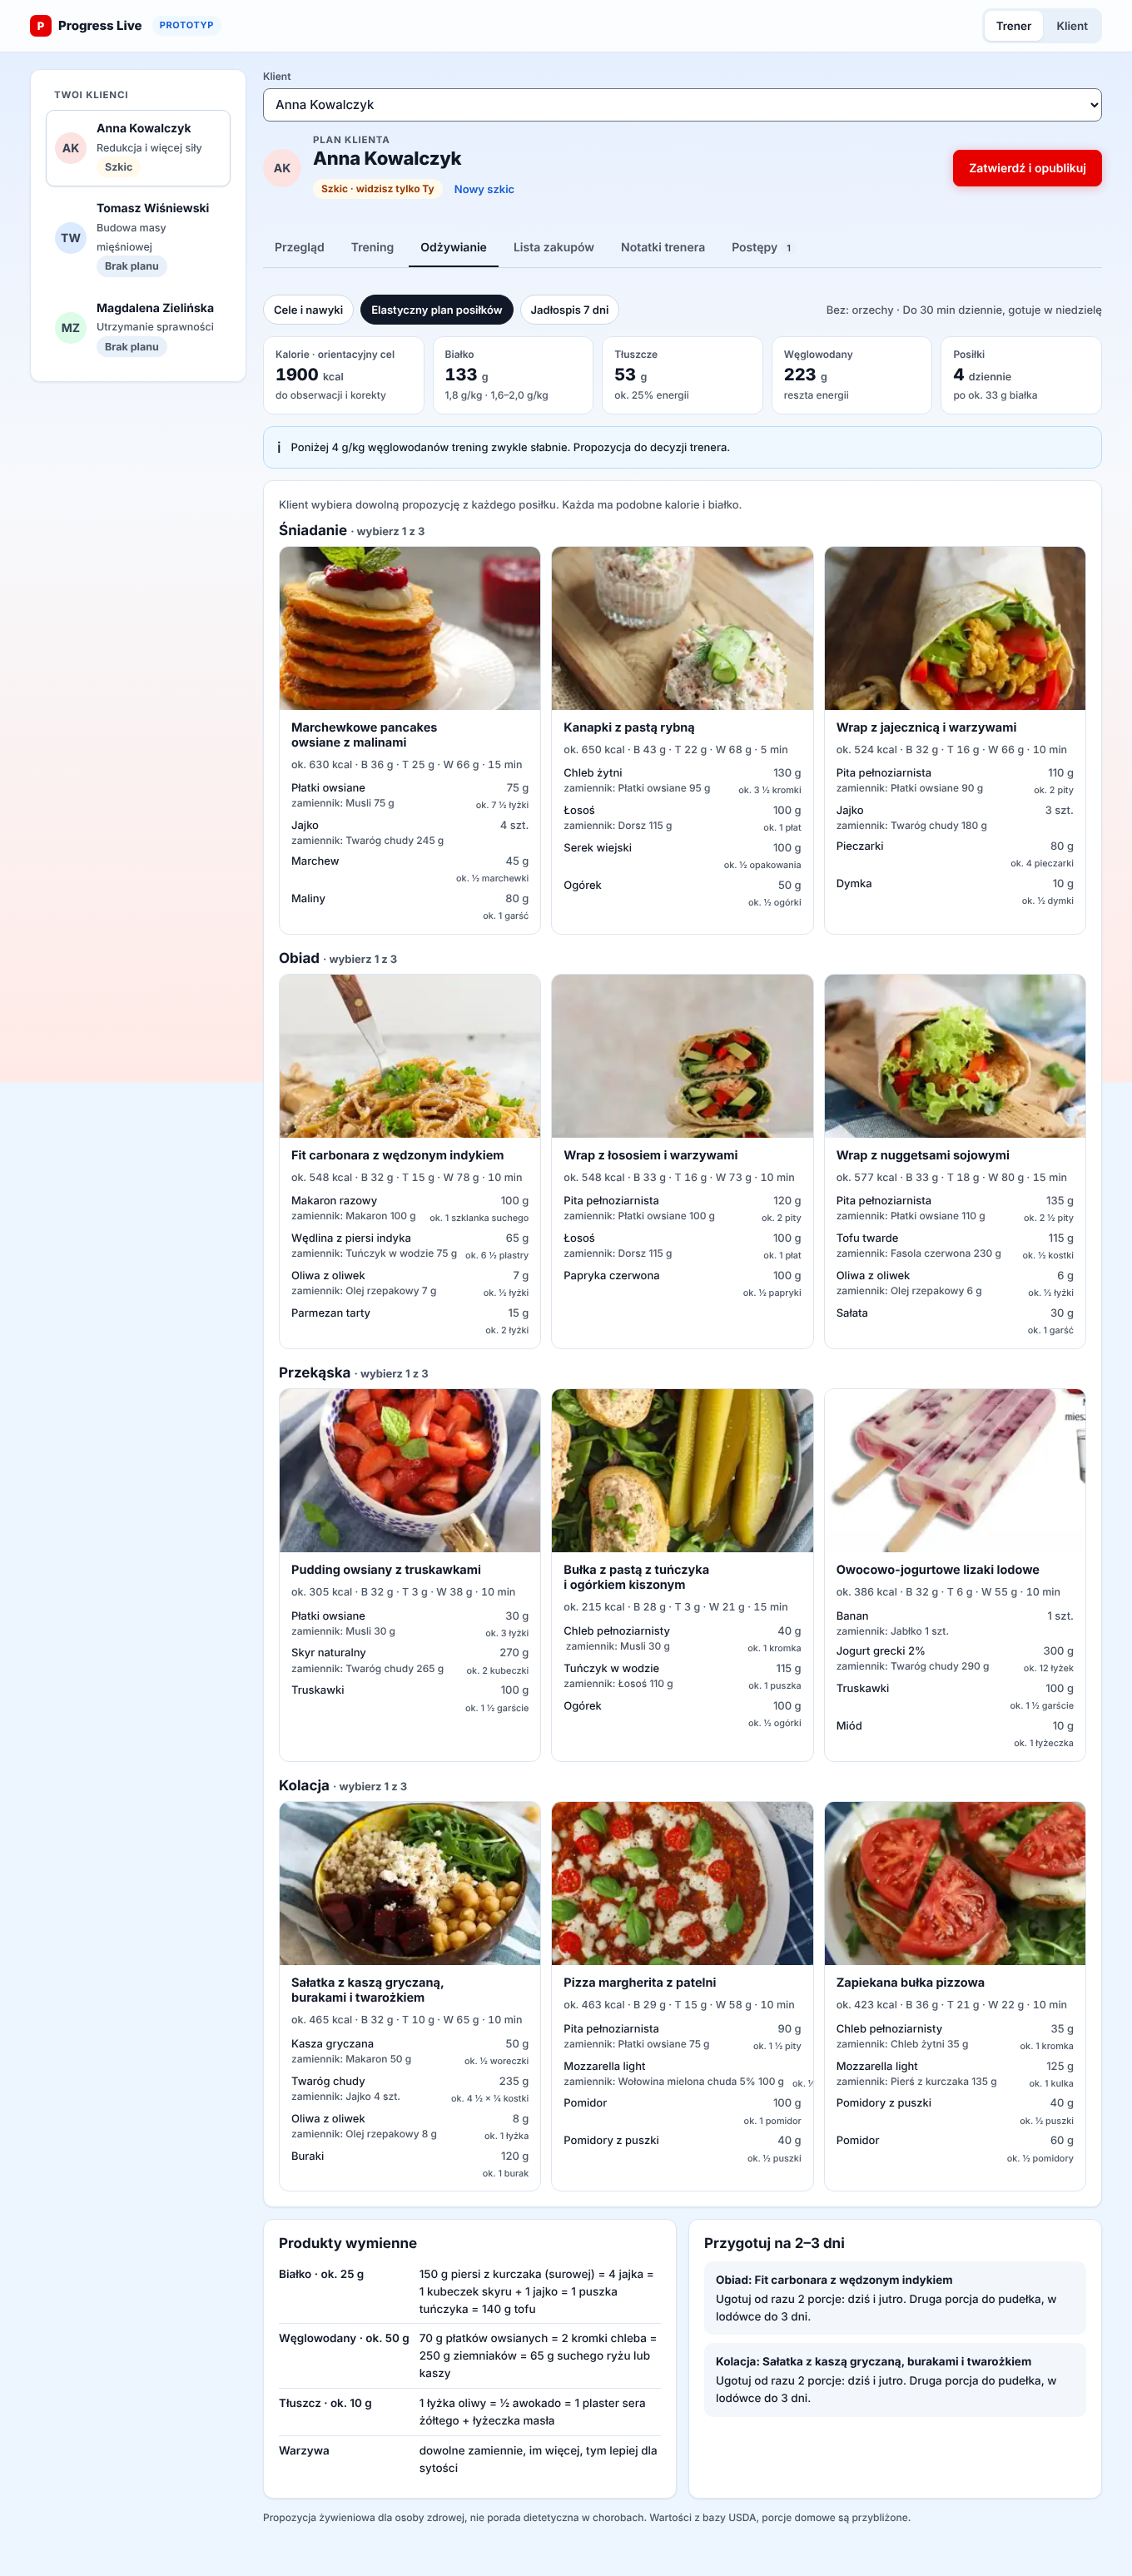 P Progress Live PROTOTYP
Trener Klient
TWOI KLIENCI
AK
Anna Kowalczyk
Redukcja i więcej siły
Szkic
TW
Tomasz Wiśniewski
Budowa masy
mięśniowej
Brak planu
MZ
Magdalena Zielińska
Utrzymanie sprawności
Brak planu
Klient
Anna Kowalczyk
PLAN KLIENTA
AK
Anna Kowalczyk
Szkic · widzisz tylko Ty Nowy szkic
Zatwierdź i opublikuj
Przegląd Trening Odżywianie Lista zakupów Notatki trenera Postępy 1
Cele i nawyki Elastyczny plan posiłków Jadłospis 7 dni
Bez: orzechy · Do 30 min dziennie, gotuje w niedzielę
Kalorie · orientacyjny cel
1900 kcal
do obserwacji i korekty
Białko
133 g
1,8 g/kg · 1,6–2,0 g/kg
Tłuszcze
53 g
ok. 25% energii
Węglowodany
223 g
reszta energii
Posiłki
4 dziennie
po ok. 33 g białka
i Poniżej 4 g/kg węglowodanów trening zwykle słabnie. Propozycja do decyzji trenera.
Klient wybiera dowolną propozycję z każdego posiłku. Każda ma podobne kalorie i białko.
Śniadanie · wybierz 1 z 3
Marchewkowe pancakes
owsiane z malinami
ok. 630 kcal · B 36 g · T 25 g · W 66 g · 15 min
Płatki owsiane 75 g
zamiennik: Musli 75 g ok. 7 ½ łyżki
Jajko 4 szt.
zamiennik: Twaróg chudy 245 g
Marchew 45 g
ok. ½ marchewki
Maliny 80 g
ok. 1 garść
Kanapki z pastą rybną
ok. 650 kcal · B 43 g · T 22 g · W 68 g · 5 min
Chleb żytni 130 g
zamiennik: Płatki owsiane 95 g ok. 3 ½ kromki
Łosoś 100 g
zamiennik: Dorsz 115 g ok. 1 płat
Serek wiejski 100 g
ok. ½ opakowania
Ogórek 50 g
ok. ½ ogórki
Wrap z jajecznicą i warzywami
ok. 524 kcal · B 32 g · T 16 g · W 66 g · 10 min
Pita pełnoziarnista 110 g
zamiennik: Płatki owsiane 90 g ok. 2 pity
Jajko 3 szt.
zamiennik: Twaróg chudy 180 g
Pieczarki 80 g
ok. 4 pieczarki
Dymka 10 g
ok. ½ dymki
Obiad · wybierz 1 z 3
Fit carbonara z wędzonym indykiem
ok. 548 kcal · B 32 g · T 15 g · W 78 g · 10 min
Makaron razowy 100 g
zamiennik: Makaron 100 g ok. 1 szklanka suchego
Wędlina z piersi indyka 65 g
zamiennik: Tuńczyk w wodzie 75 g ok. 6 ½ plastry
Oliwa z oliwek 7 g
zamiennik: Olej rzepakowy 7 g ok. ½ łyżki
Parmezan tarty 15 g
ok. 2 łyżki
Wrap z łososiem i warzywami
ok. 548 kcal · B 33 g · T 16 g · W 73 g · 10 min
Pita pełnoziarnista 120 g
zamiennik: Płatki owsiane 100 g ok. 2 pity
Łosoś 100 g
zamiennik: Dorsz 115 g ok. 1 płat
Papryka czerwona 100 g
ok. ½ papryki
Wrap z nuggetsami sojowymi
ok. 577 kcal · B 33 g · T 18 g · W 80 g · 15 min
Pita pełnoziarnista 135 g
zamiennik: Płatki owsiane 110 g ok. 2 ½ pity
Tofu twarde 115 g
zamiennik: Fasola czerwona 230 g ok. ½ kostki
Oliwa z oliwek 6 g
zamiennik: Olej rzepakowy 6 g ok. ½ łyżki
Sałata 30 g
ok. 1 garść
Przekąska · wybierz 1 z 3
Pudding owsiany z truskawkami
ok. 305 kcal · B 32 g · T 3 g · W 38 g · 10 min
Płatki owsiane 30 g
zamiennik: Musli 30 g ok. 3 łyżki
Skyr naturalny 270 g
zamiennik: Twaróg chudy 265 g ok. 2 kubeczki
Truskawki 100 g
ok. 1 ½ garście
Bułka z pastą z tuńczyka
i ogórkiem kiszonym
ok. 215 kcal · B 28 g · T 3 g · W 21 g · 15 min
Chleb pełnoziarnisty 40 g
zamiennik: Musli 30 g ok. 1 kromka
Tuńczyk w wodzie 115 g
zamiennik: Łosoś 110 g ok. 1 puszka
Ogórek 100 g
ok. ½ ogórki
miesz
Owocowo-jogurtowe lizaki lodowe
ok. 386 kcal · B 32 g · T 6 g · W 55 g · 10 min
Banan 1 szt.
zamiennik: Jabłko 1 szt.
Jogurt grecki 2% 300 g
zamiennik: Twaróg chudy 290 g ok. 12 łyżek
Truskawki 100 g
ok. 1 ½ garście
Miód 10 g
ok. 1 łyżeczka
Kolacja · wybierz 1 z 3
Sałatka z kaszą gryczaną,
burakami i twarożkiem
ok. 465 kcal · B 32 g · T 10 g · W 65 g · 10 min
Kasza gryczana 50 g
zamiennik: Makaron 50 g ok. ½ woreczki
Twaróg chudy 235 g
zamiennik: Jajko 4 szt. ok. 4 ½ × ¼ kostki
Oliwa z oliwek 8 g
zamiennik: Olej rzepakowy 8 g ok. 1 łyżka
Buraki 120 g
ok. 1 burak
Pizza margherita z patelni
ok. 463 kcal · B 29 g · T 15 g · W 58 g · 10 min
Pita pełnoziarnista 90 g
zamiennik: Płatki owsiane 75 g ok. 1 ½ pity
Mozzarella light
zamiennik: Wołowina mielona chuda 5% 100 g ok.
Pomidor 100 g
ok. 1 pomidor
Pomidory z puszki 40 g
ok. ½ puszki
Zapiekana bułka pizzowa
ok. 423 kcal · B 36 g · T 21 g · W 22 g · 10 min
Chleb pełnoziarnisty 35 g
zamiennik: Chleb żytni 35 g ok. 1 kromka
Mozzarella light 125 g
zamiennik: Pierś z kurczaka 135 g ok. 1 kulka
Pomidory z puszki 40 g
ok. ½ puszki
Pomidor 60 g
ok. ½ pomidory
Produkty wymienne
Białko · ok. 25 g
150 g piersi z kurczaka (surowej) = 4 jajka =
1 kubeczek skyru + 1 jajko = 1 puszka
tuńczyka = 140 g tofu
Węglowodany · ok. 50 g
70 g płatków owsianych = 2 kromki chleba =
250 g ziemniaków = 65 g suchego ryżu lub
kaszy
Tłuszcz · ok. 10 g
1 łyżka oliwy = ½ awokado = 1 plaster sera
żółtego + łyżeczka masła
Warzywa
dowolne zamiennie, im więcej, tym lepiej dla
sytości
Przygotuj na 2–3 dni
Obiad: Fit carbonara z wędzonym indykiem
Ugotuj od razu 2 porcje: dziś i jutro. Druga porcja do pudełka, w
lodówce do 3 dni.
Kolacja: Sałatka z kaszą gryczaną, burakami i twarożkiem
Ugotuj od razu 2 porcje: dziś i jutro. Druga porcja do pudełka, w
lodówce do 3 dni.
Propozycja żywieniowa dla osoby zdrowej, nie porada dietetyczna w chorobach. Wartości z bazy USDA, porcje domowe są przybliżone.